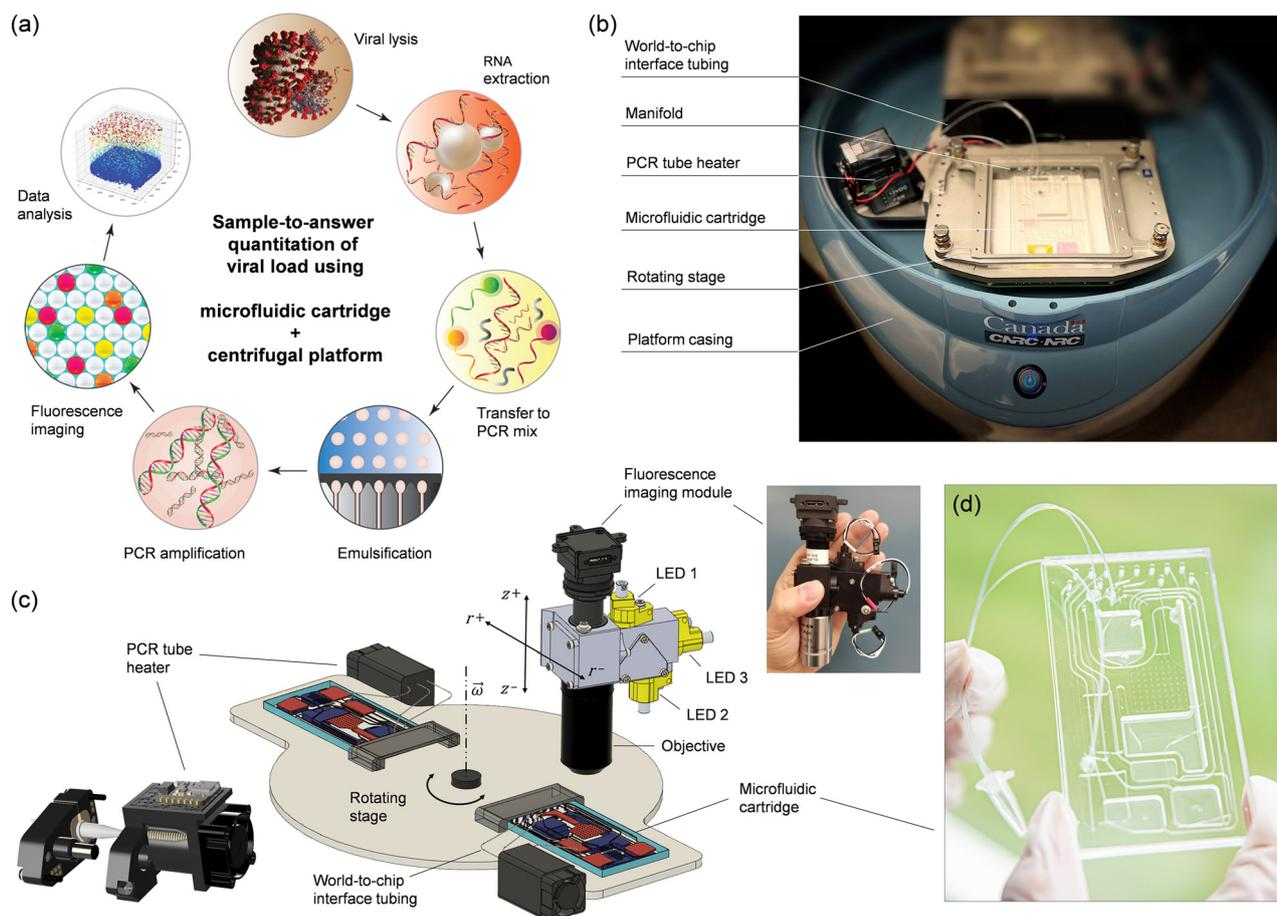 (a)
Viral lysis
RNA
extraction
Data
analysis
Sample-to-answer
quantitation of
viral load using
microfluidic cartridge
+
centrifugal platform
Fluorescence
imaging
Transfer to
PCR mix
PCR amplification
Emulsification
(b)
World-to-chip
interface tubing
Manifold
PCR tube heater
Microfluidic cartridge
Rotating stage
Platform casing
Canada
CNRC·NRC
(c)
Fluorescence
imaging module
LED 1
z+
r+
PCR tube
heater
r−
LED 3
z−
ω
LED 2
Objective
Rotating
stage
Microfluidic
cartridge
World-to-chip
interface tubing
(d)